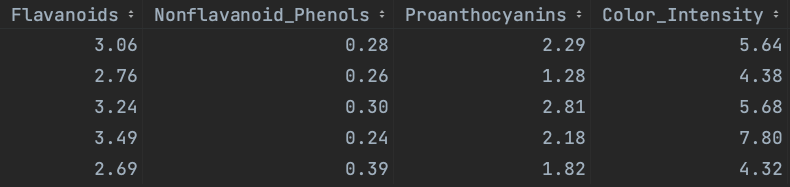 Flavanoids Nonflavanoid_Phenols Proanthocyanins Color_Intensity
3.06 0.28 2.29 5.64
2.76 0.26 1.28 4.38
3.24 0.30 2.81 5.68
3.49 0.24 2.18 7.80
2.69 0.39 1.82 4.32